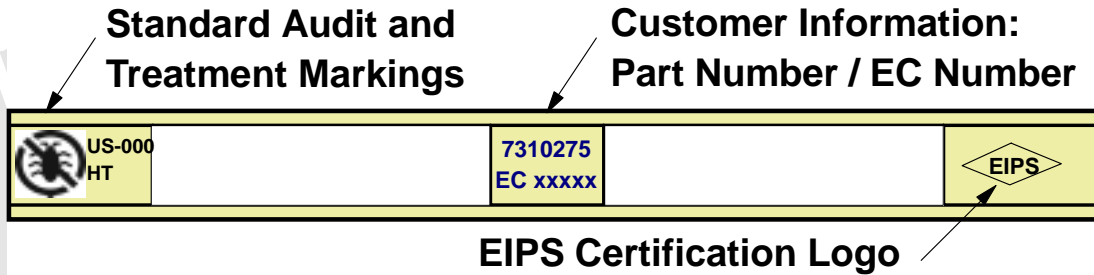 Standard Audit and
Treatment Markings
Customer Information:
Part Number / EC Number
US-000
HT
7310275
EC xxxxx
EIPS
EIPS Certification Logo